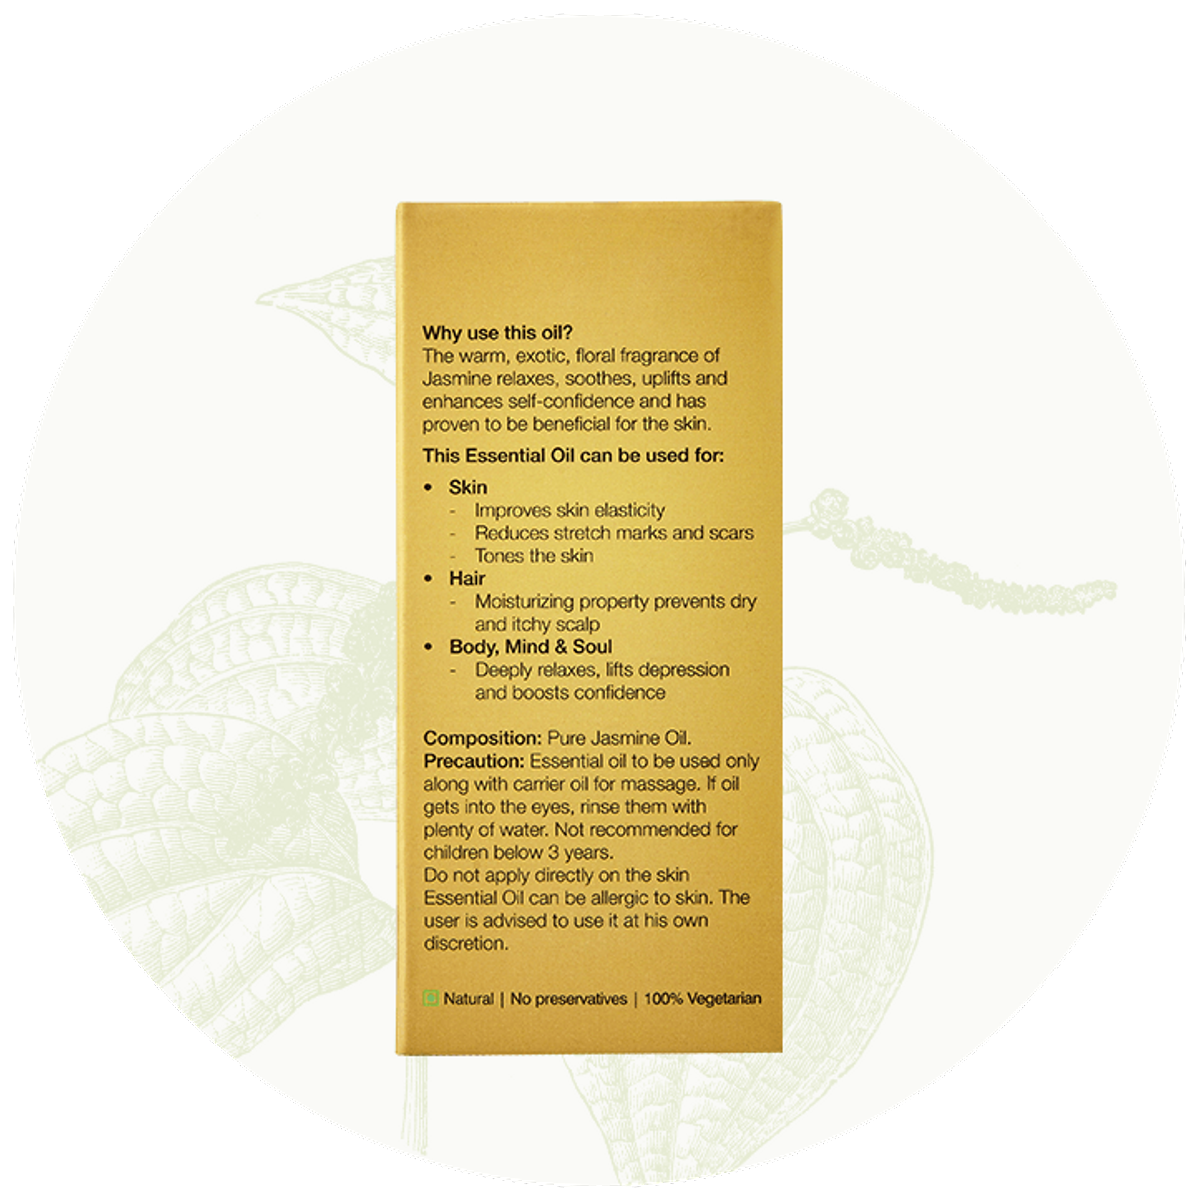 Why use this oil?
The warm, exotic, floral fragrance of
Jasmine relaxes, soothes, uplifts and
enhances self-confidence and has
proven to be beneficial for the skin.
This Essential Oil can be used for:
• Skin
- Improves skin elasticity
- Reduces stretch marks and scars
- Tones the skin
• Hair
- Moisturizing property prevents dry
and itchy scalp
• Body, Mind & Soul
- Deeply relaxes, lifts depression
and boosts confidence
Composition: Pure Jasmine Oil.
Precaution: Essential oil to be used only
along with carrier oil for massage. If oil
gets into the eyes, rinse them with
plenty of water. Not recommended for
children below 3 years.
Do not apply directly on the skin
Essential Oil can be allergic to skin. The
user is advised to use it at his own
discretion.
Natural | No preservatives | 100% Vegetarian